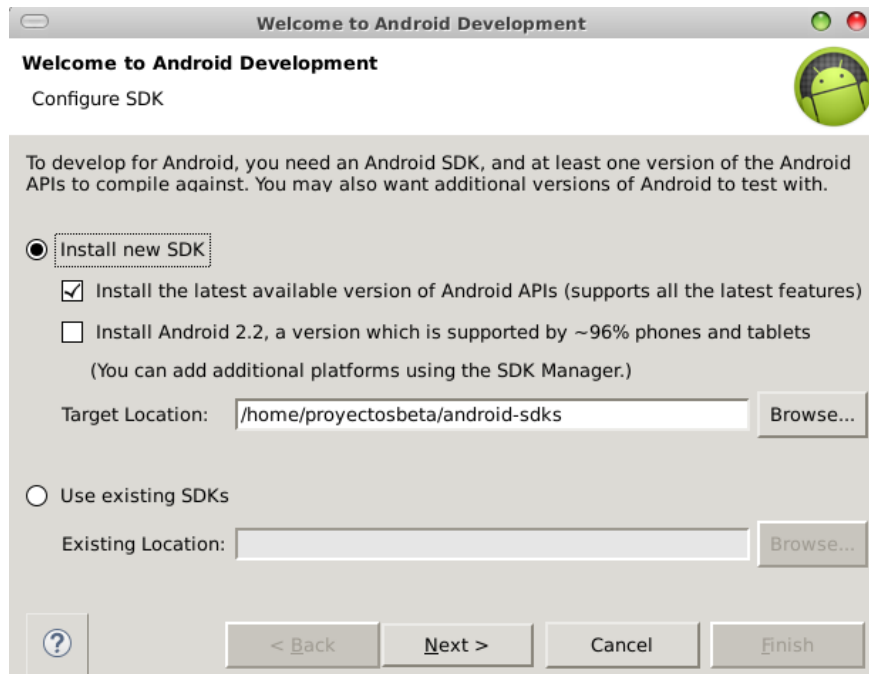 Welcome to Android Development
Welcome to Android Development
Configure SDK
To develop for Android, you need an Android SDK, and at least one version of the Android
APIs to compile against. You may also want additional versions of Android to test with.
Install new SDK
Install the latest available version of Android APIs (supports all the latest features)
Install Android 2.2, a version which is supported by ~96% phones and tablets
(You can add additional platforms using the SDK Manager.)
Target Location: /home/proyectosbeta/android-sdks Browse...
Use existing SDKs
Existing Location: Browse...
? < Back Next > Cancel Finish